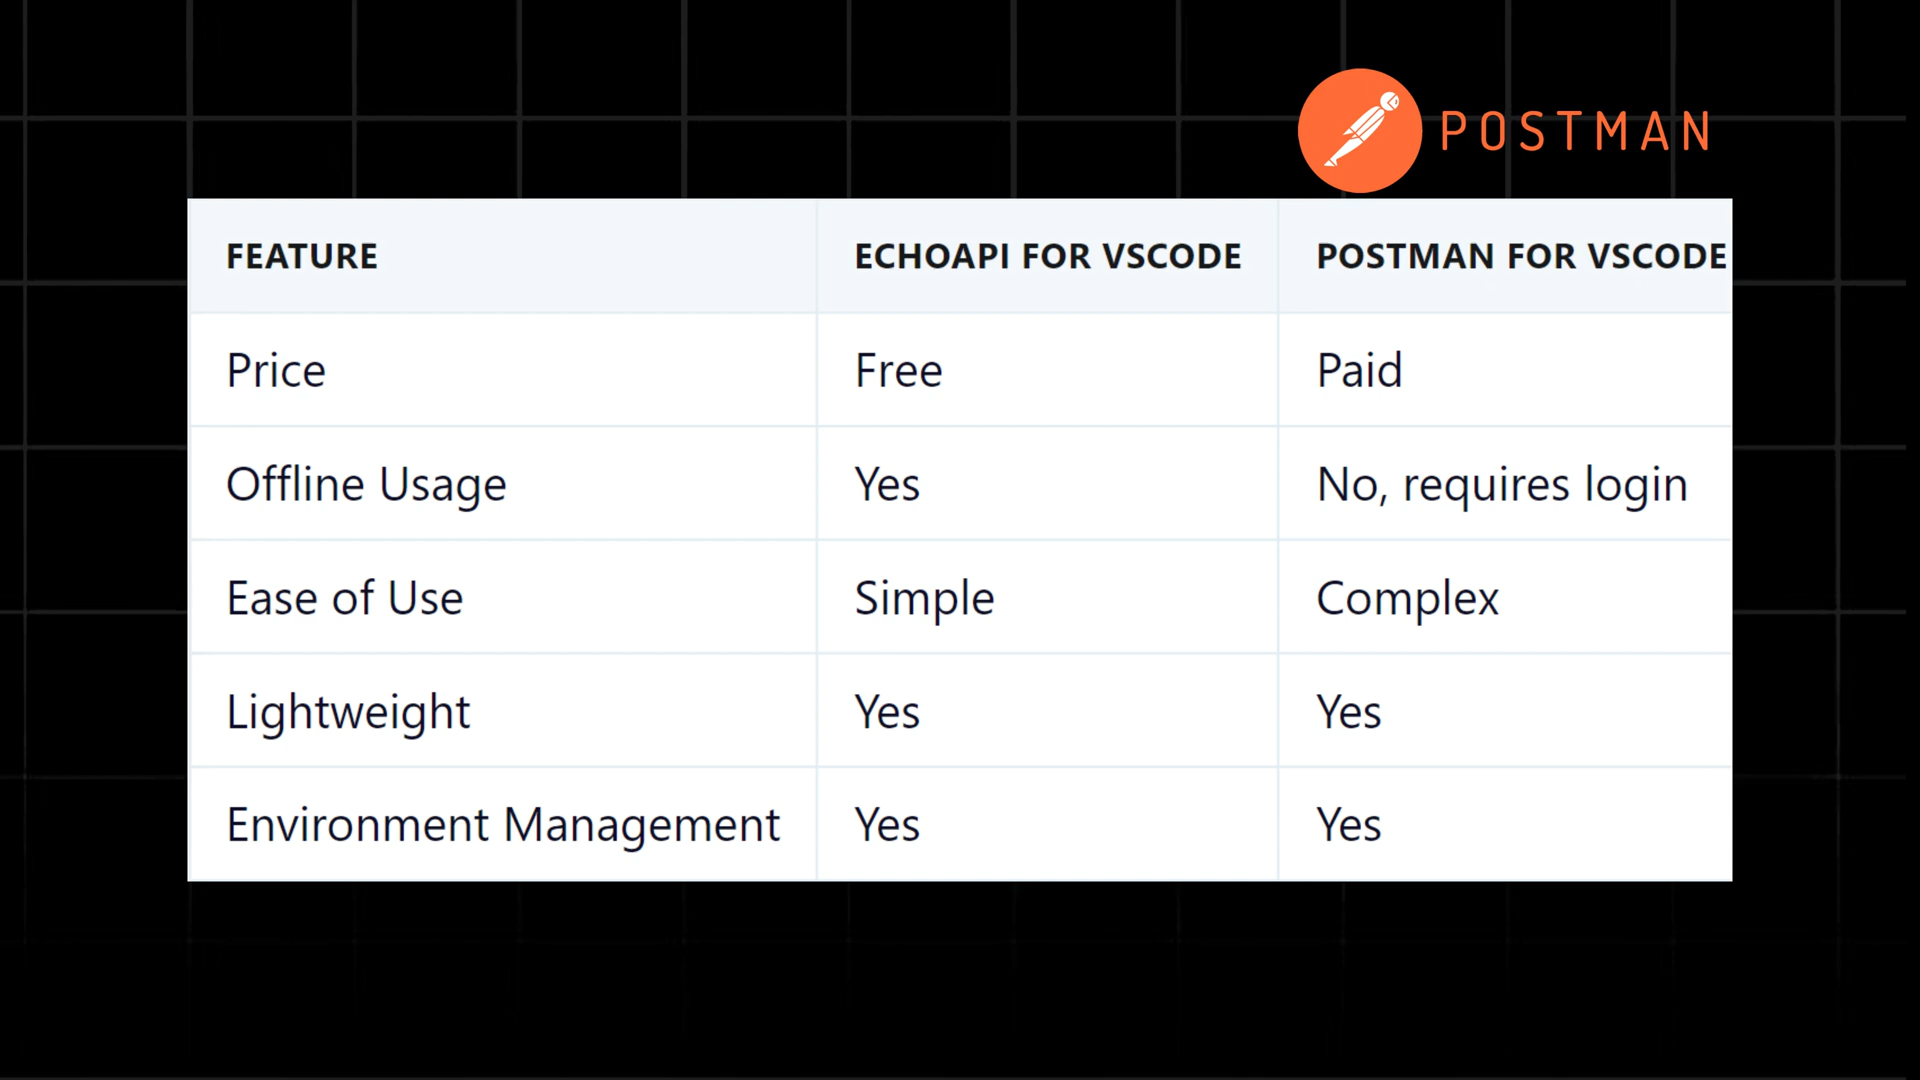 POSTMAN
FEATURE ECHOAPI FOR VSCODE POSTMAN FOR VSCODE
Price Free Paid
Offline Usage Yes No, requires login
Ease of Use Simple Complex
Lightweight Yes Yes
Environment Management Yes Yes